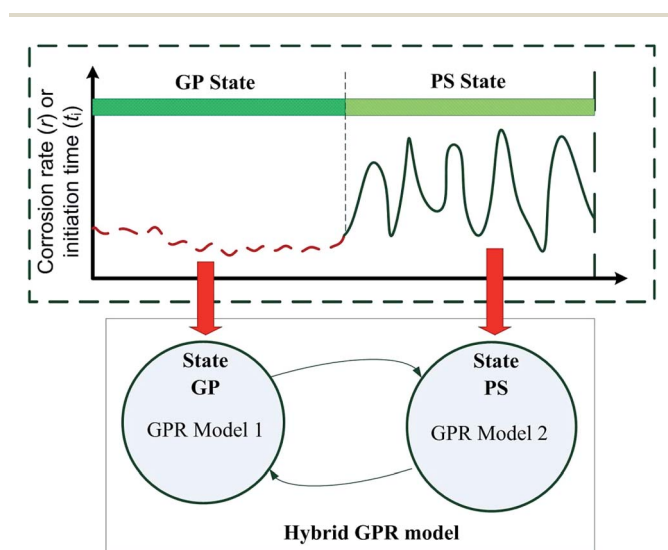 GP State
PS State
Corrosion rate (r) or
initiation time (tᵢ)
State
GP
GPR Model 1
State
PS
GPR Model 2
Hybrid GPR model